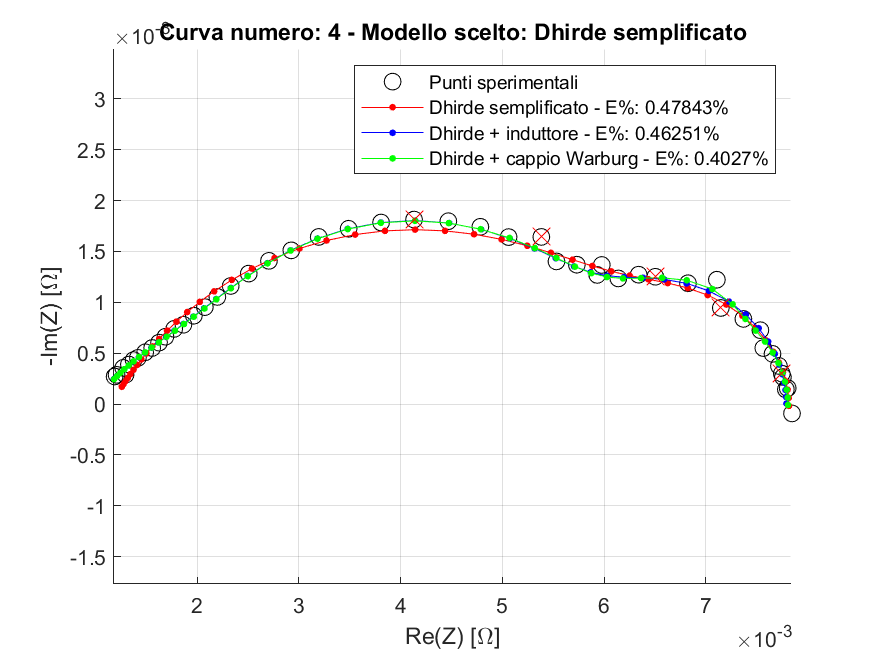 ×10⁻³
Curva numero: 4 - Modello scelto: Dhirde semplificato
Punti sperimentali
Dhirde semplificato - E%: 0.47843%
Dhirde + induttore - E%: 0.46251%
Dhirde + cappio Warburg - E%: 0.4027%
3
2.5
2
1.5
1
0.5
0
-0.5
-1
-1.5
-Im(Z) [Ω]
2 3 4 5 6 7
Re(Z) [Ω]
×10⁻³